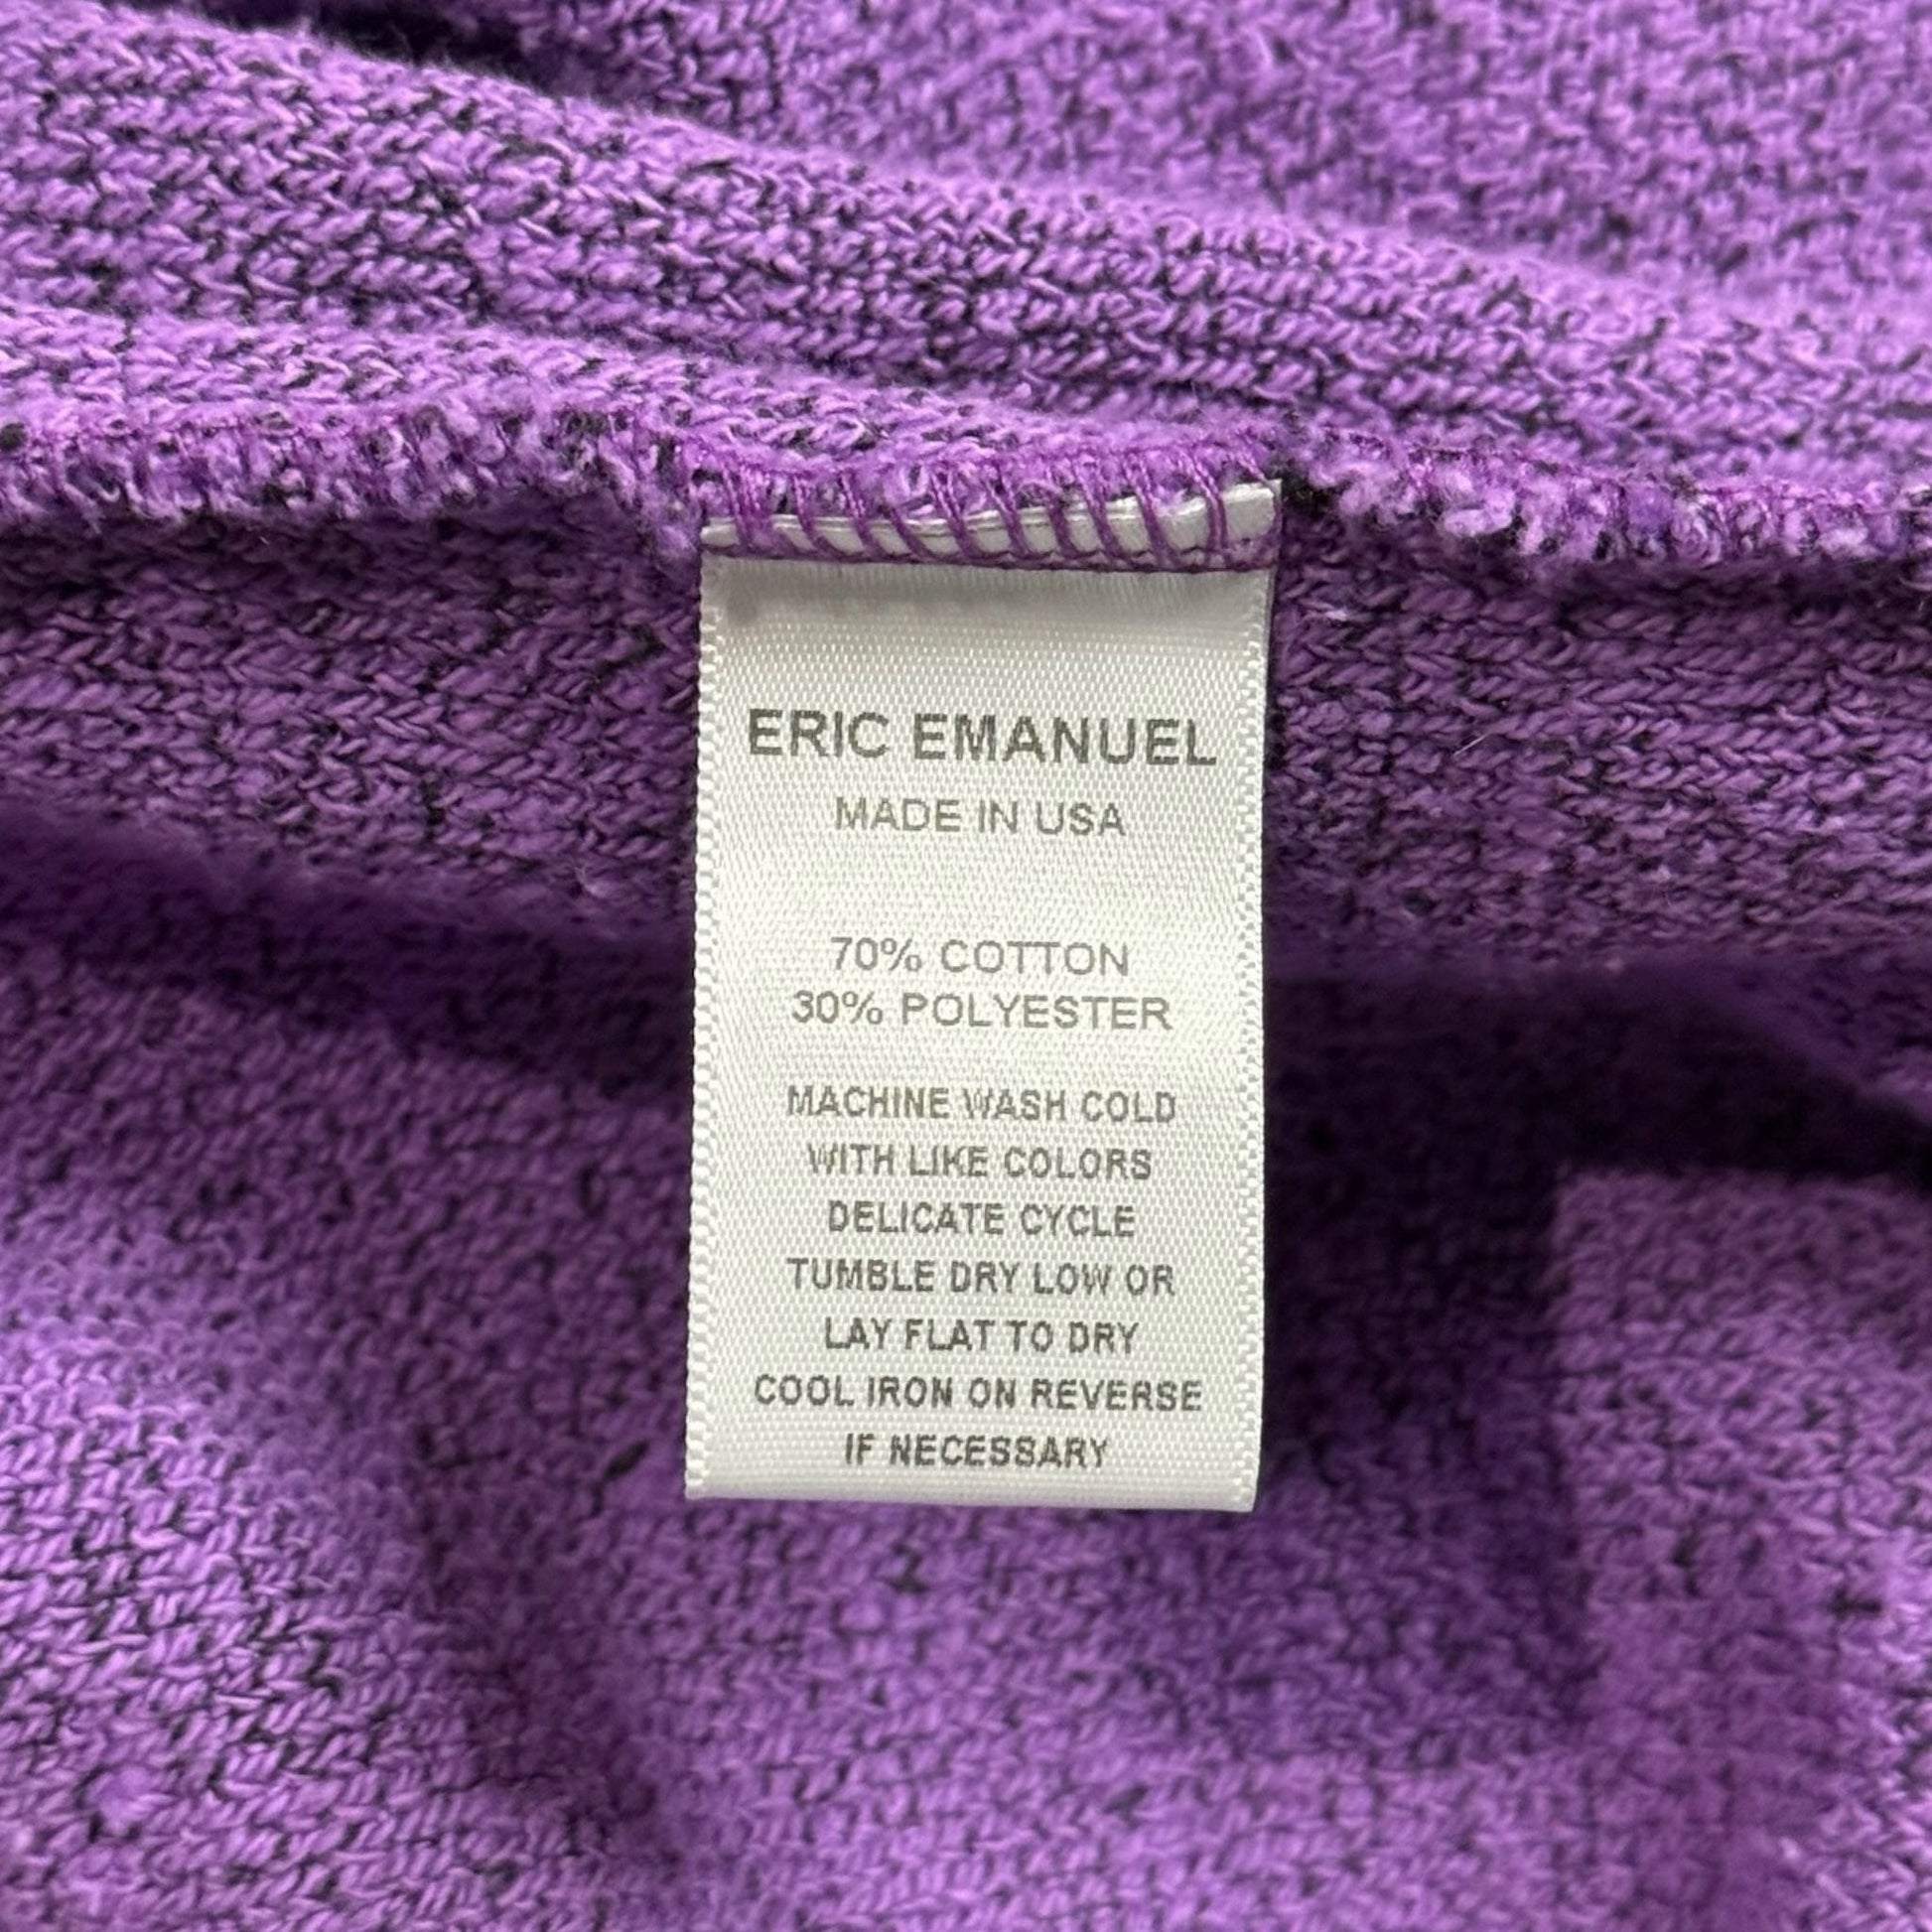 ERIC EMANUEL
MADE IN USA
70% COTTON
30% POLYESTER
MACHINE WASH COLD
WITH LIKE COLORS
DELICATE CYCLE
TUMBLE DRY LOW OR
LAY FLAT TO DRY
COOL IRON ON REVERSE
IF NECESSARY